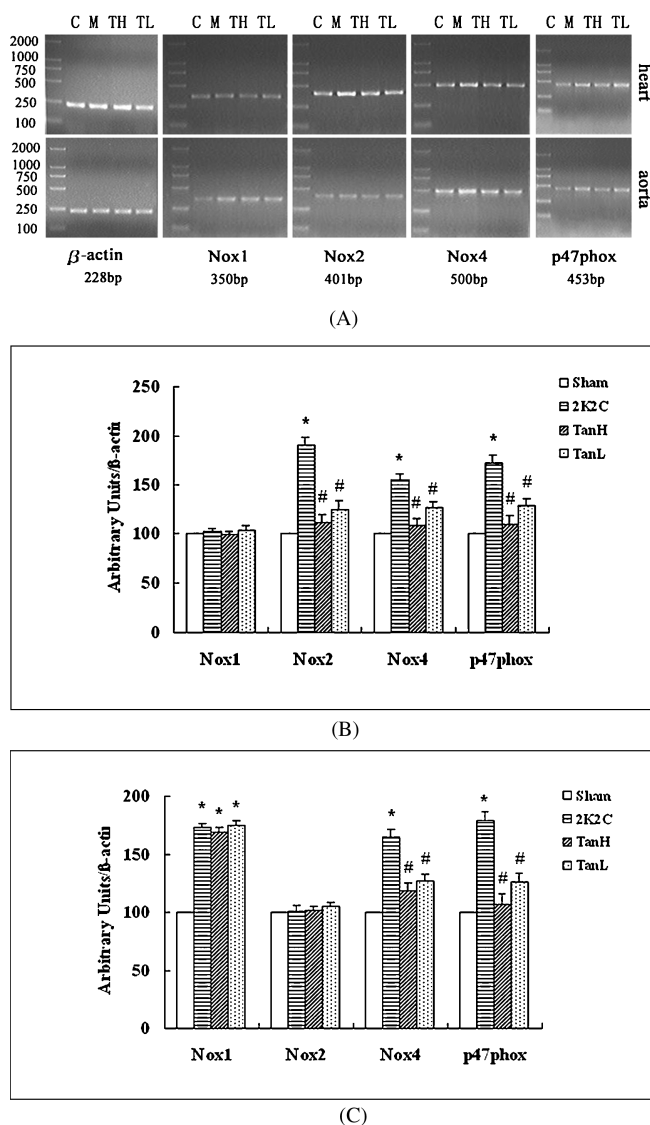 C M TH TL C M TH TL C M TH TL C M TH TL C M TH TL
2000
1000
750
500
250
100
heart
2000
1000
750
500
250
100
aorta
β-actin Nox1 Nox2 Nox4 p47phox
228bp 350bp 401bp 500bp 453bp
(A)
Arbitrary Units/ß-actin
250
200
150
100
50
0
* # # * # # * # #
Sham
2K2C
TanH
TanL
Nox1 Nox2 Nox4 p47phox
(B)
Arbitrary Units/ß-actin
200
150
100
50
0
* * * * # # * # #
Sham
2K2C
TanH
TanL
Nox1 Nox2 Nox4 p47phox
(C)